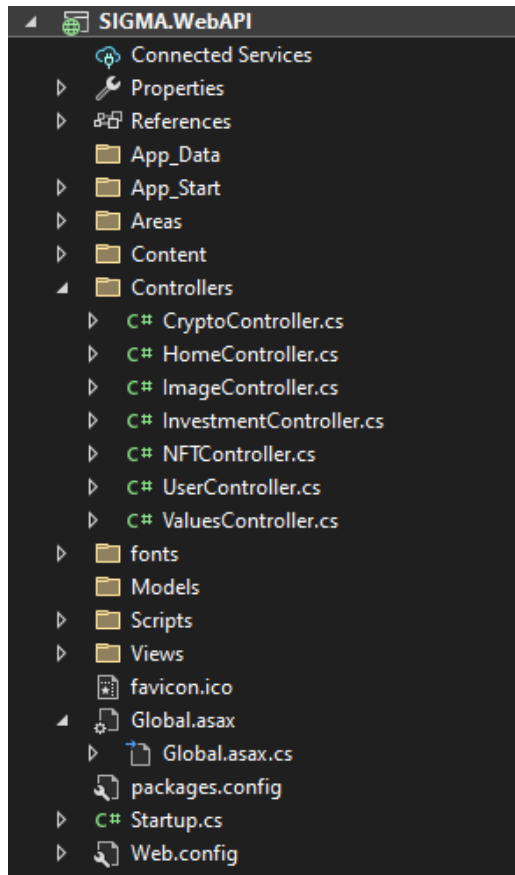 SIGMA.WebAPI
Connected Services
Properties
References
App_Data
App_Start
Areas
Content
Controllers
C# CryptoController.cs
C# HomeController.cs
C# ImageController.cs
C# InvestmentController.cs
C# NFTController.cs
C# UserController.cs
C# ValuesController.cs
fonts
Models
Scripts
Views
favicon.ico
Global.asax
Global.asax.cs
packages.config
C# Startup.cs
Web.config